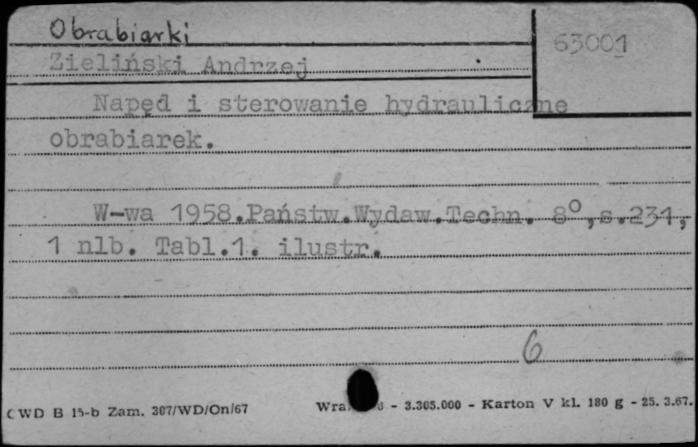 Obrabiarki
63001
Zieliński Andrzej
Napęd i sterowanie hydrauliczne
obrabiarek.
W-wa 1958.Państw.Wydaw.Techn. 8°,s.231,
1 nlb. Tabl.1. ilustr.
6
CWD B 15-b Zam. 307/WD/On/67 - 3.305.000 - Karton V kl. 180 g - 25. 3.67.